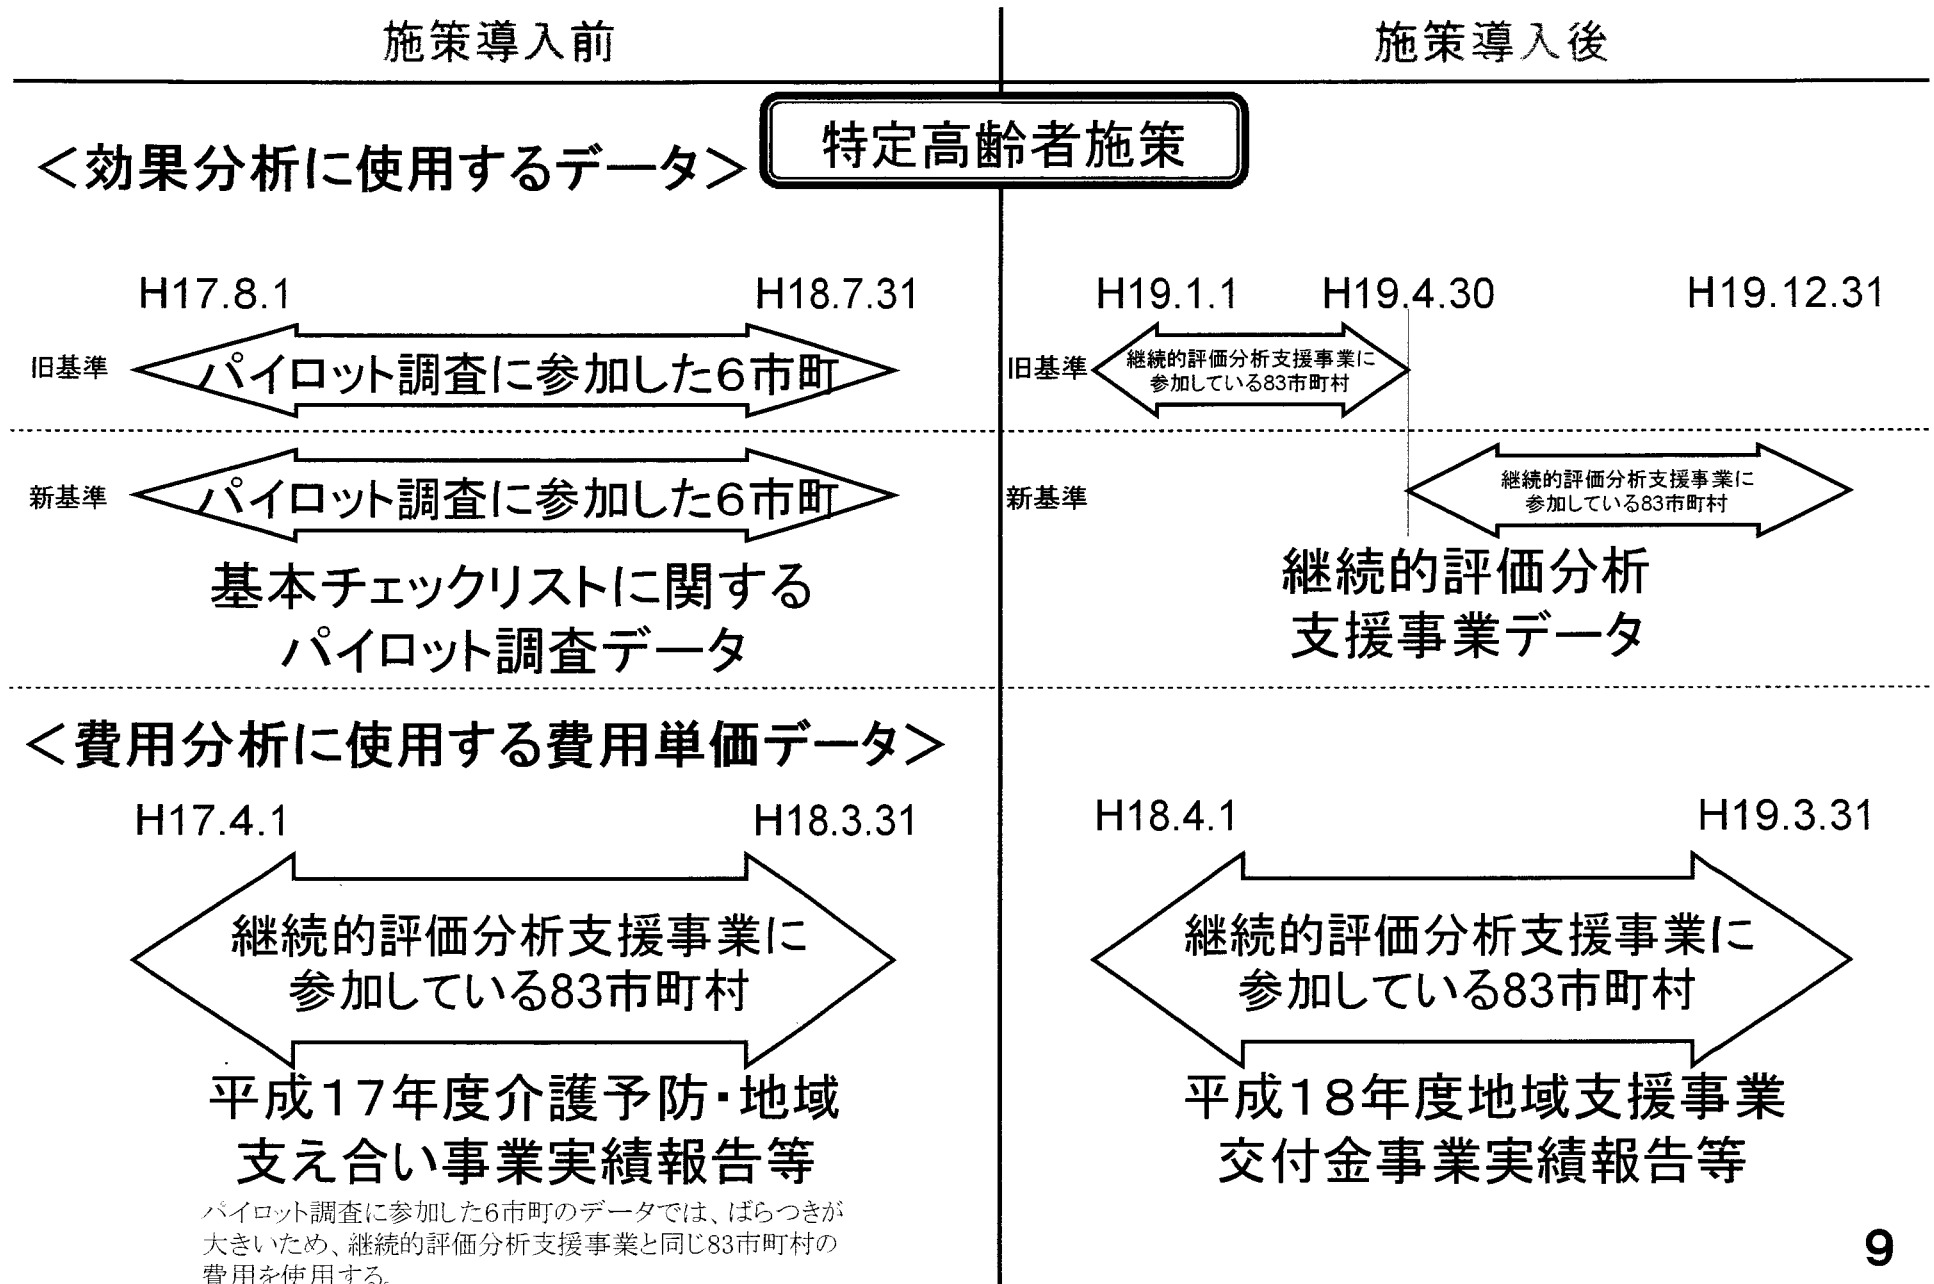 施策導入前
施策導入後
特定高齢者施策
＜効果分析に使用するデータ＞
H17.8.1
H18.7.31
旧基準
パイロット調査に参加した6市町
新基準
パイロット調査に参加した6市町
基本チェックリストに関する
パイロット調査データ
H19.1.1
H19.4.30
H19.12.31
旧基準
継続的評価分析支援事業に
参加している83市町村
新基準
継続的評価分析支援事業に
参加している83市町村
継続的評価分析
支援事業データ
＜費用分析に使用する費用単価データ＞
H17.4.1
H18.3.31
継続的評価分析支援事業に
参加している83市町村
平成17年度介護予防・地域
支え合い事業実績報告等
パイロット調査に参加した6市町のデータでは、ばらつきが
大きいため、継続的評価分析支援事業と同じ83市町村の
費用を使用する。
H18.4.1
H19.3.31
継続的評価分析支援事業に
参加している83市町村
平成18年度地域支援事業
交付金事業実績報告等
9